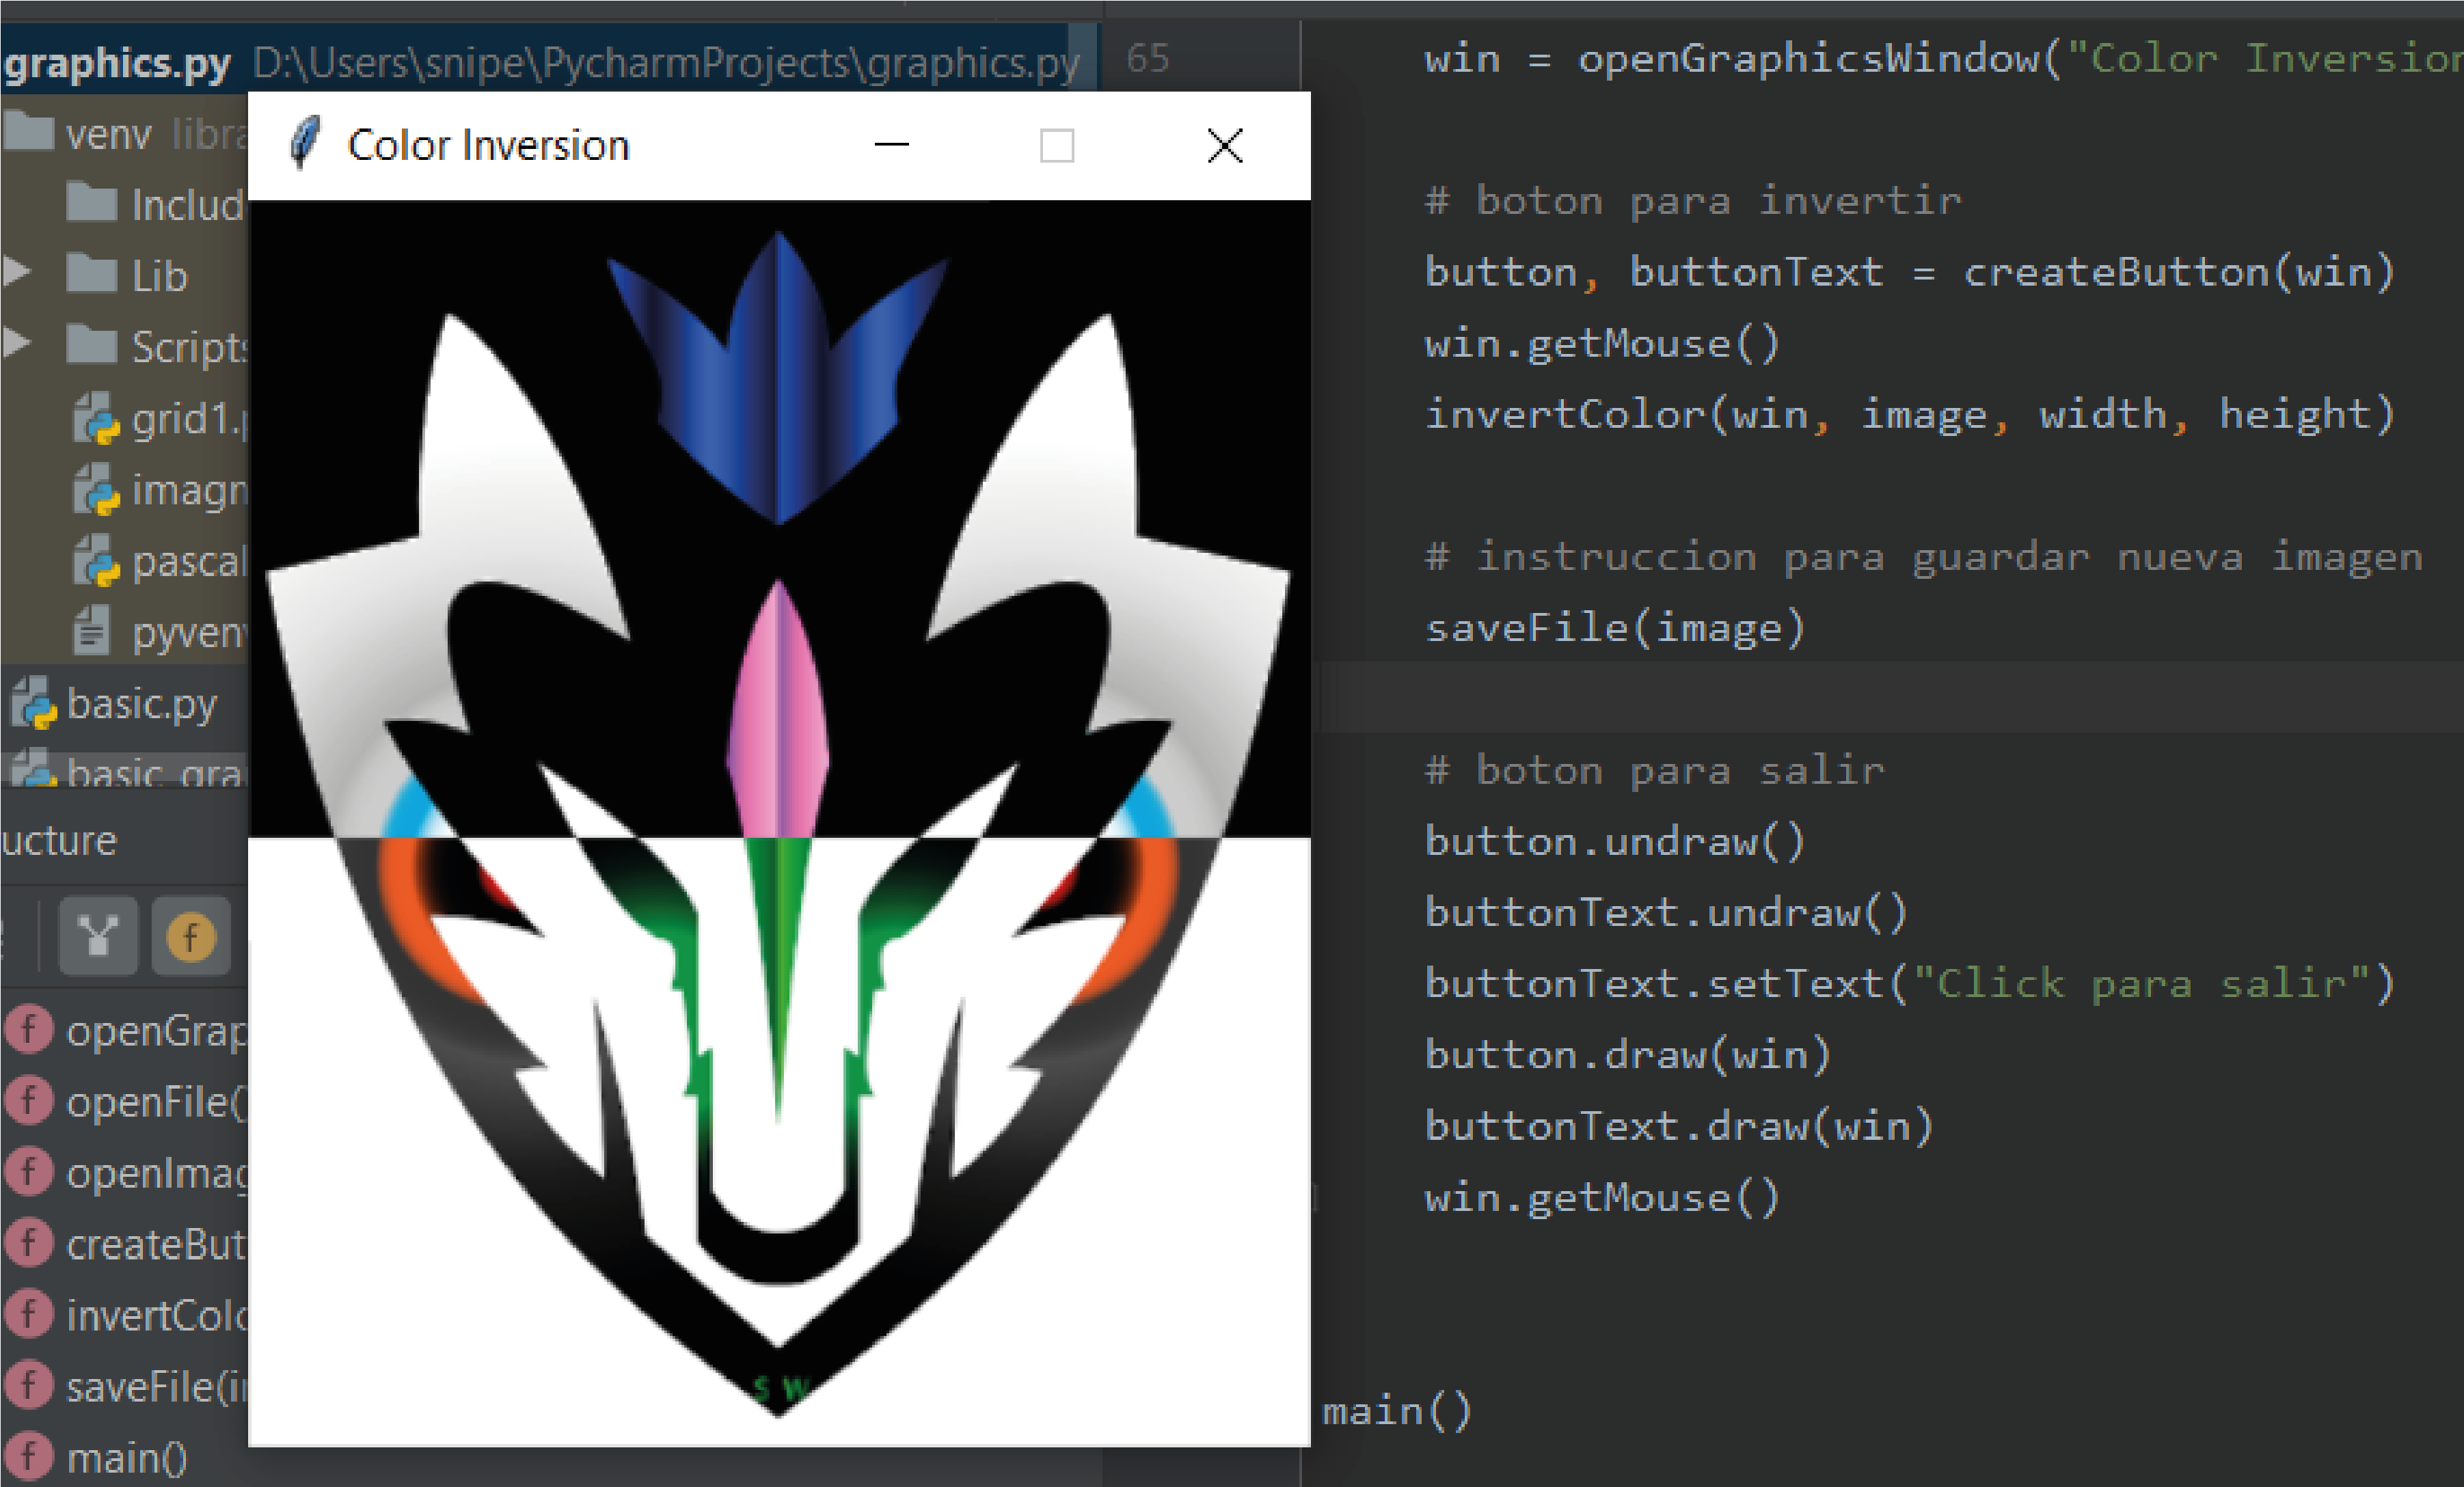 graphics.py D:\Users\snipe\PycharmProjects\graphics.py
venv libra
Includ
Lib
Scripts
grid1.p
imagn
pascal
pyven
basic.py
basic_gra
ucture
f
f openGrap
f openFile(
f openImag
f createBut
f invertColo
f saveFile(i
f main()
Color Inversion
S W
65 win = openGraphicsWindow("Color Inversion
# boton para invertir
button, buttonText = createButton(win)
win.getMouse()
invertColor(win, image, width, height)
# instruccion para guardar nueva imagen
saveFile(image)
# boton para salir
button.undraw()
buttonText.undraw()
buttonText.setText("Click para salir")
button.draw(win)
buttonText.draw(win)
win.getMouse()
main()